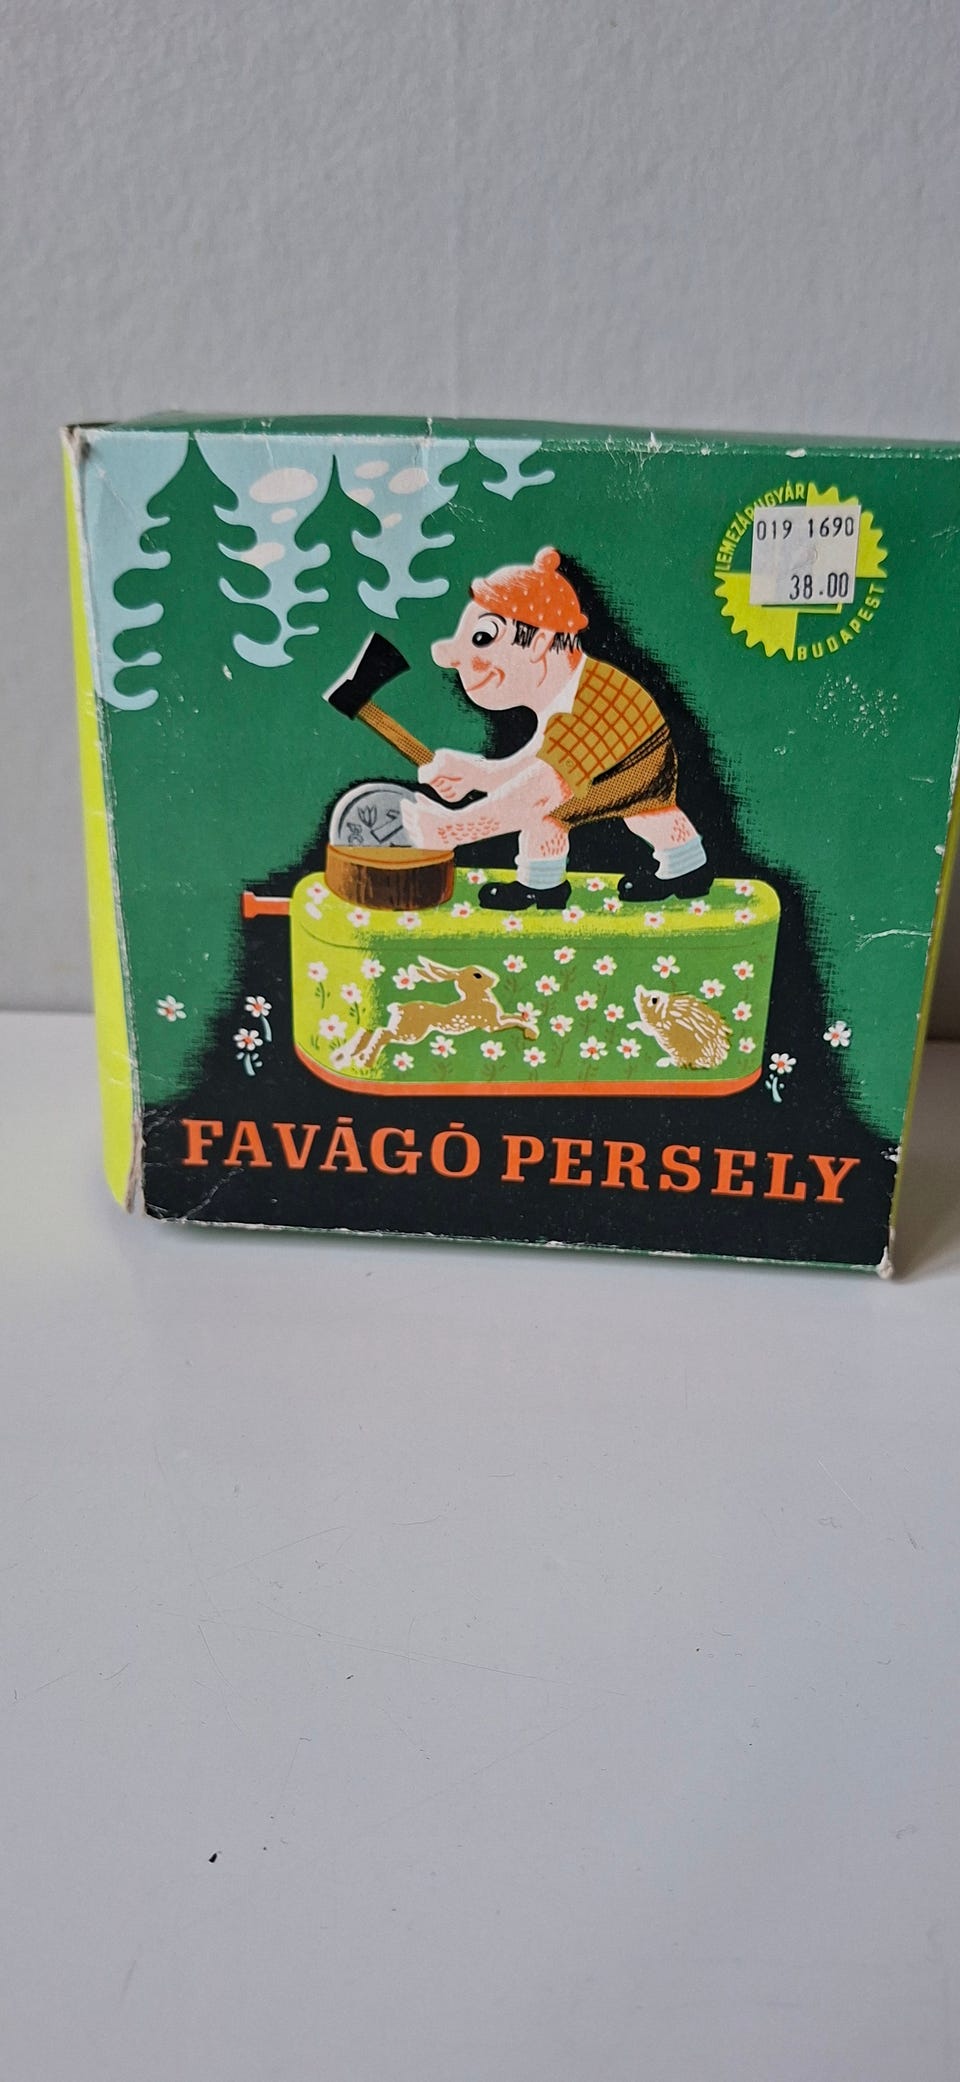 LEMEZÁRUGYÁR
BUDAPEST
019 1690
38.00
FAVÁGÓ PERSELY